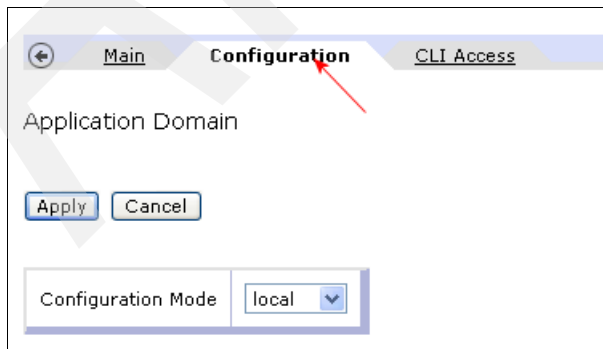 Main Configuration CLI Access
Application Domain
Apply Cancel
Configuration Mode local